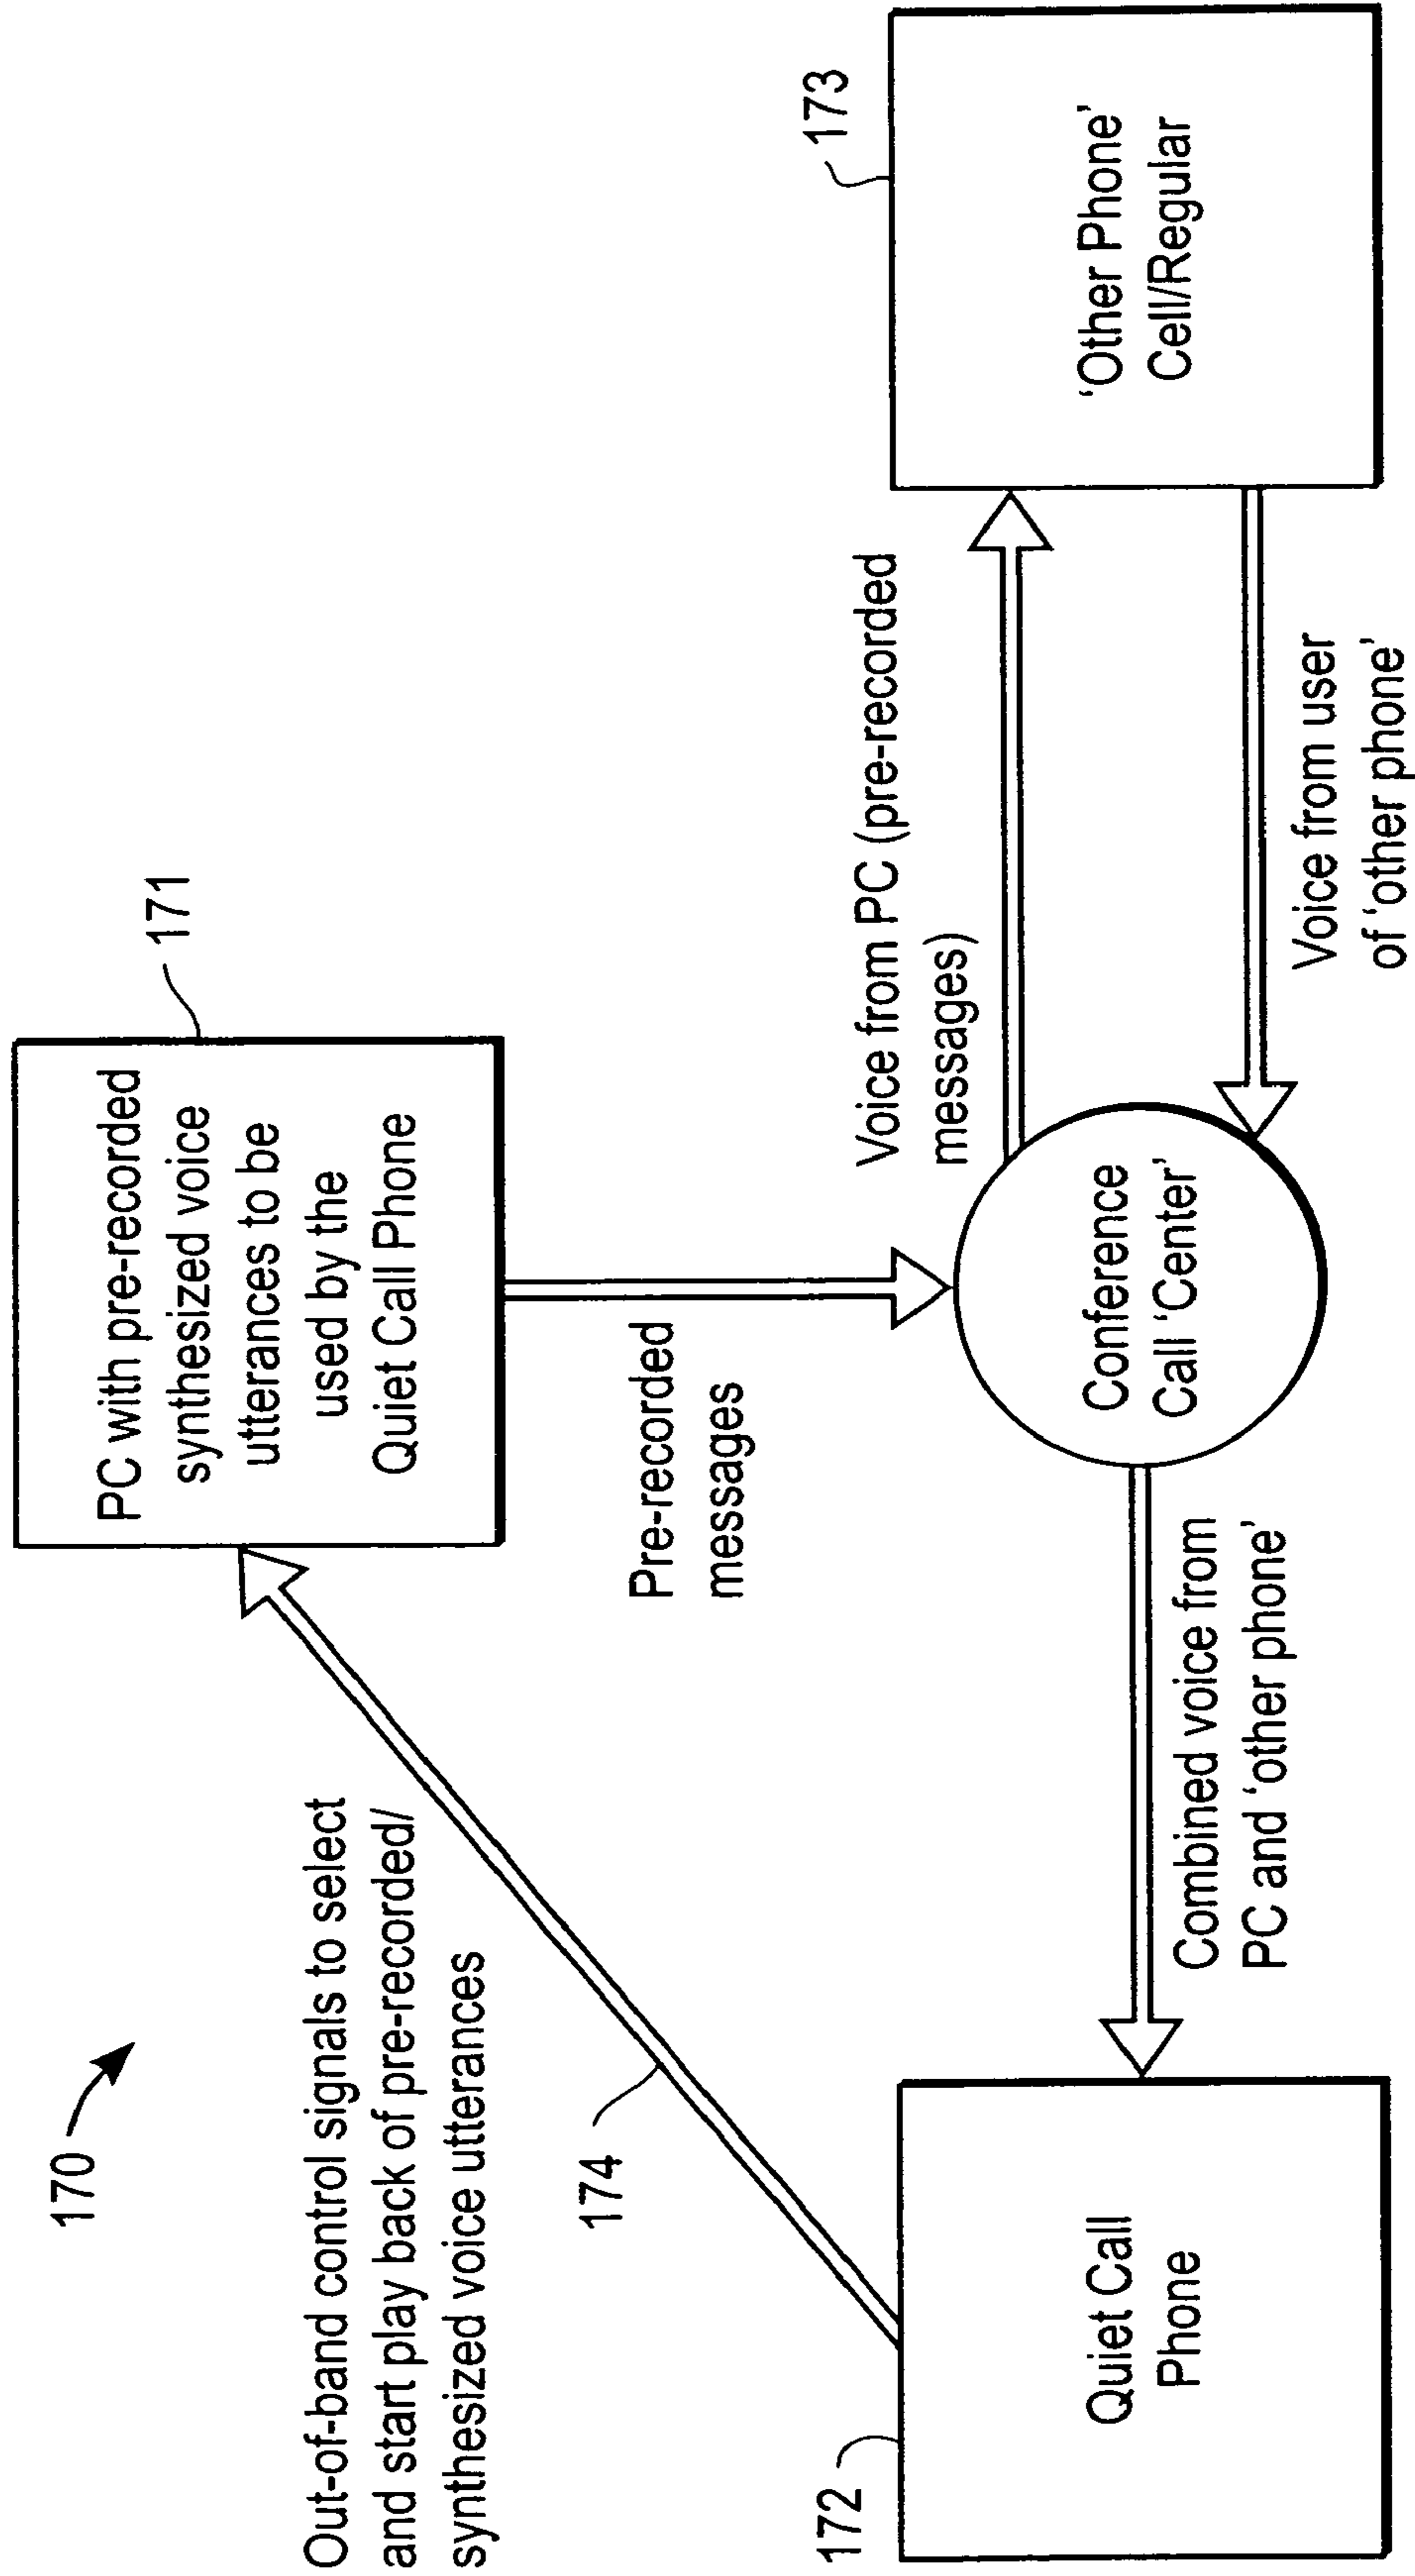 170
Out-of-band control signals to select
and start play back of pre-recorded/
synthesized voice utterances
174
PC with pre-recorded
synthesized voice
utterances to be
used by the
Quiet Call Phone
171
Pre-recorded
messages
172
Quiet Call
Phone
Combined voice from
PC and ‘other phone’
Conference
Call ‘Center’
Voice from PC (pre-recorded
messages)
Voice from user
of ‘other phone’
173
‘Other Phone’
Cell/Regular